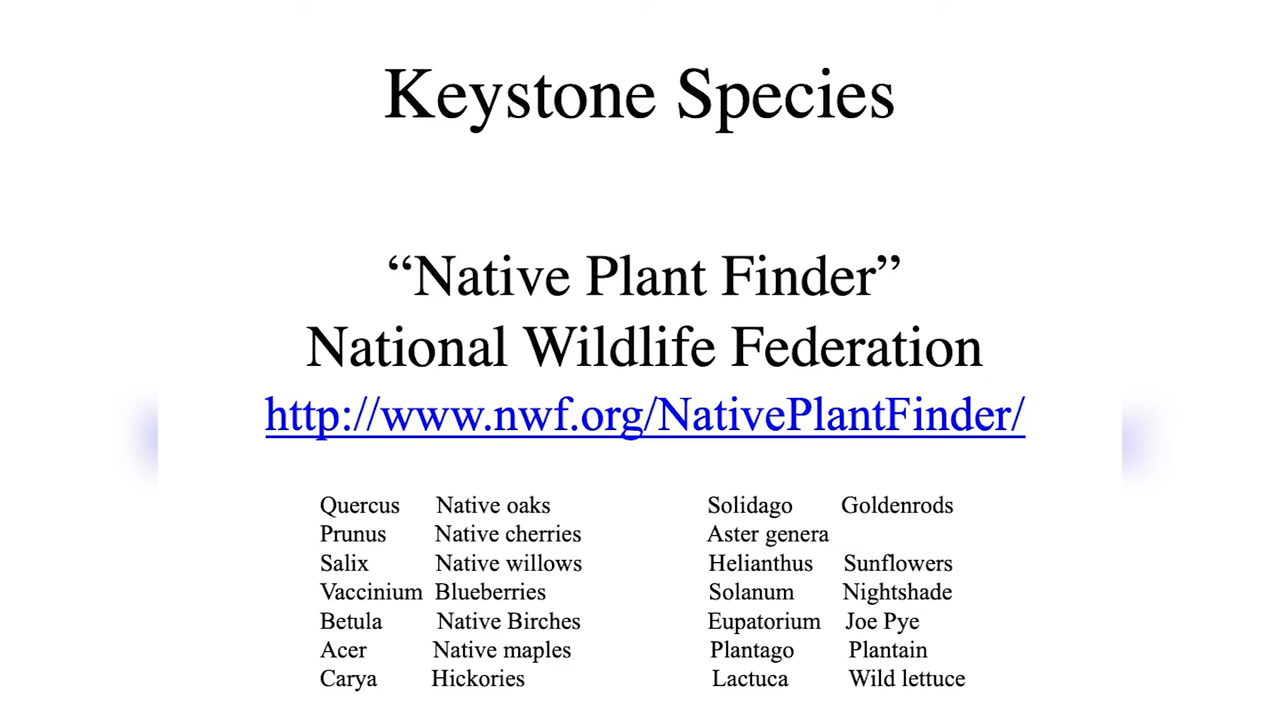 Keystone Species
“Native Plant Finder”
National Wildlife Federation
http://www.nwf.org/NativePlantFinder/
Quercus Native oaks
Prunus Native cherries
Salix Native willows
Vaccinium Blueberries
Betula Native Birches
Acer Native maples
Carya Hickories
Solidago Goldenrods
Aster genera
Helianthus Sunflowers
Solanum Nightshade
Eupatorium Joe Pye
Plantago Plantain
Lactuca Wild lettuce